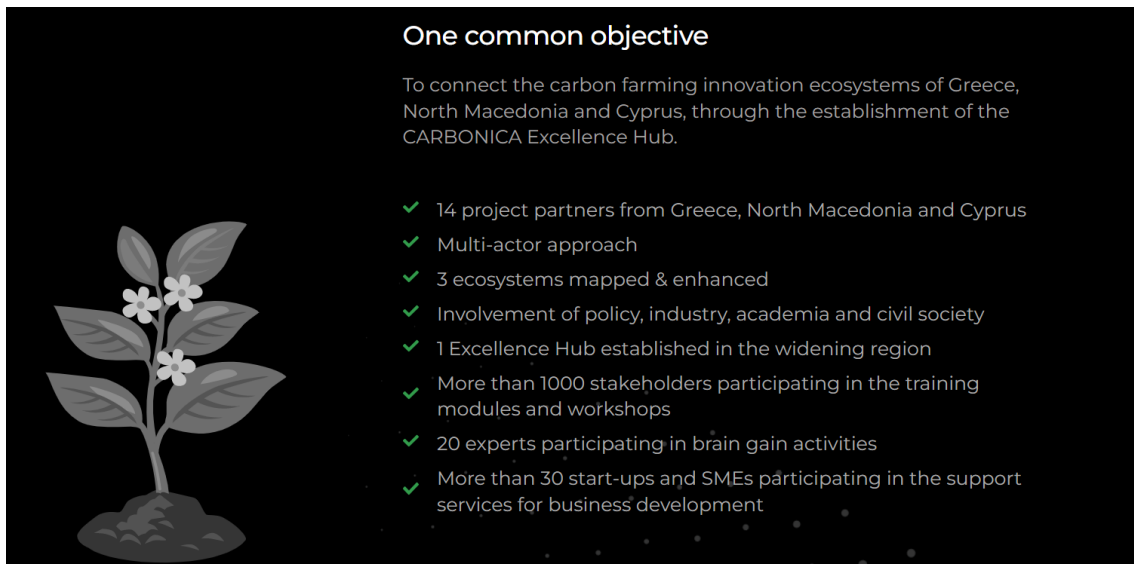 One common objective
To connect the carbon farming innovation ecosystems of Greece,
North Macedonia and Cyprus, through the establishment of the
CARBONICA Excellence Hub.
14 project partners from Greece, North Macedonia and Cyprus
Multi-actor approach
3 ecosystems mapped & enhanced
Involvement of policy, industry, academia and civil society
1 Excellence Hub established in the widening region
More than 1000 stakeholders participating in the training
modules and workshops
20 experts participating in brain gain activities
More than 30 start-ups and SMEs participating in the support
services for business development